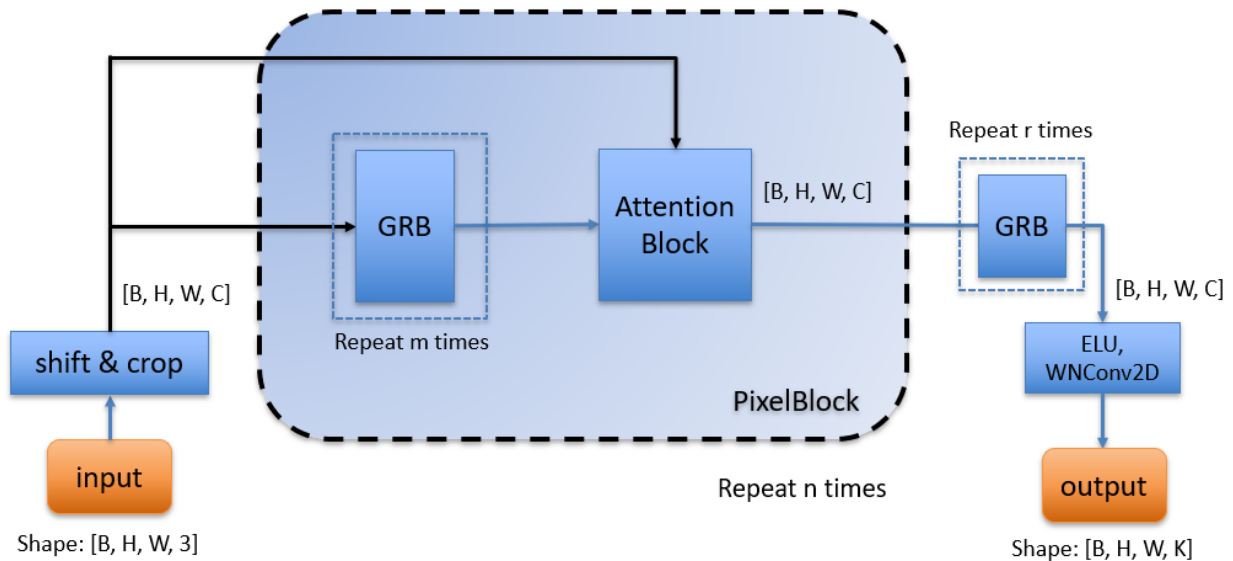 input
Shape: [B, H, W, 3]
shift & crop
[B, H, W, C]
GRB
Repeat m times
Attention
Block
[B, H, W, C]
PixelBlock
Repeat n times
Repeat r times
GRB
[B, H, W, C]
ELU,
WNConv2D
output
Shape: [B, H, W, K]